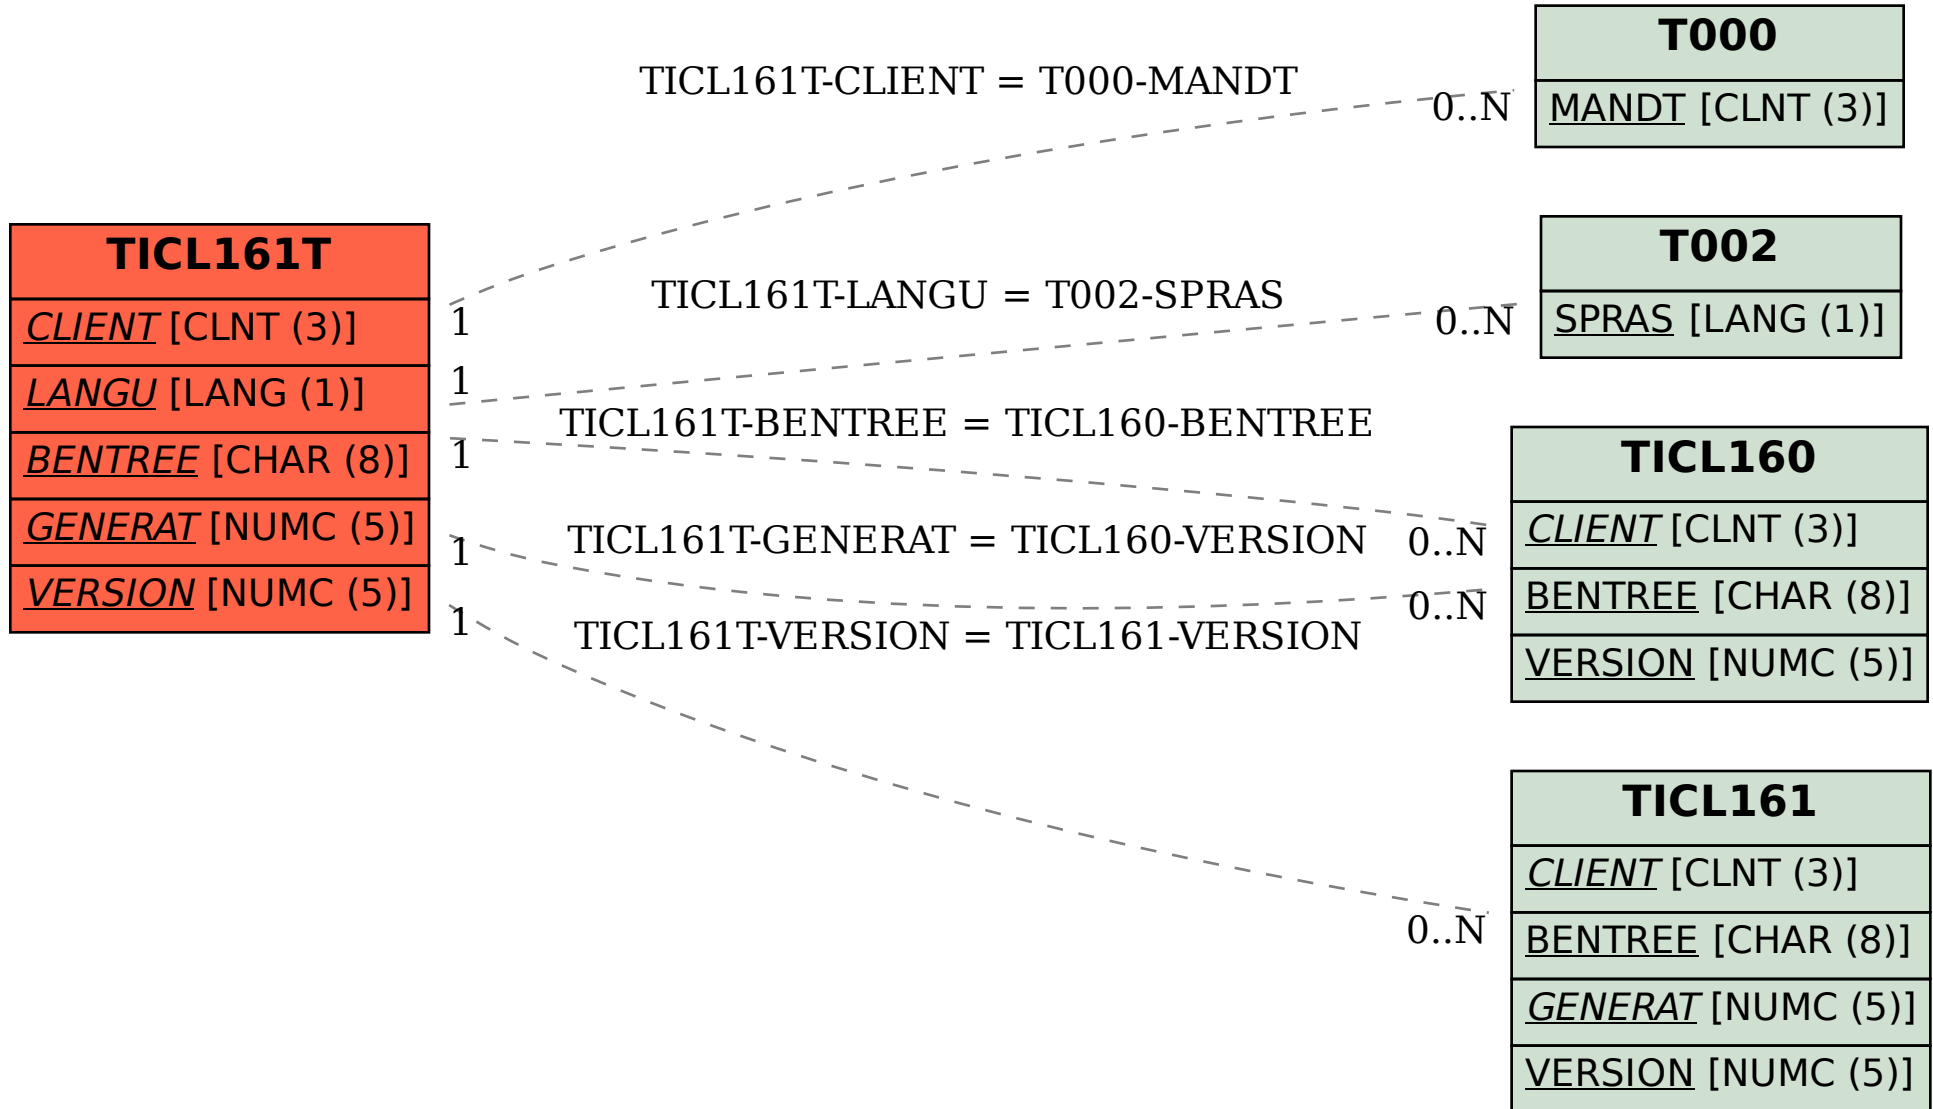 TICL161T
CLIENT [CLNT (3)]
LANGU [LANG (1)]
BENTREE [CHAR (8)]
GENERAT [NUMC (5)]
VERSION [NUMC (5)]
TICL161T-CLIENT = T000-MANDT
1
0..N
TICL161T-LANGU = T002-SPRAS
1
0..N
TICL161T-BENTREE = TICL160-BENTREE
1
0..N
TICL161T-GENERAT = TICL160-VERSION
1
0..N
TICL161T-VERSION = TICL161-VERSION
1
0..N
T000
MANDT [CLNT (3)]
T002
SPRAS [LANG (1)]
TICL160
CLIENT [CLNT (3)]
BENTREE [CHAR (8)]
VERSION [NUMC (5)]
TICL161
CLIENT [CLNT (3)]
BENTREE [CHAR (8)]
GENERAT [NUMC (5)]
VERSION [NUMC (5)]